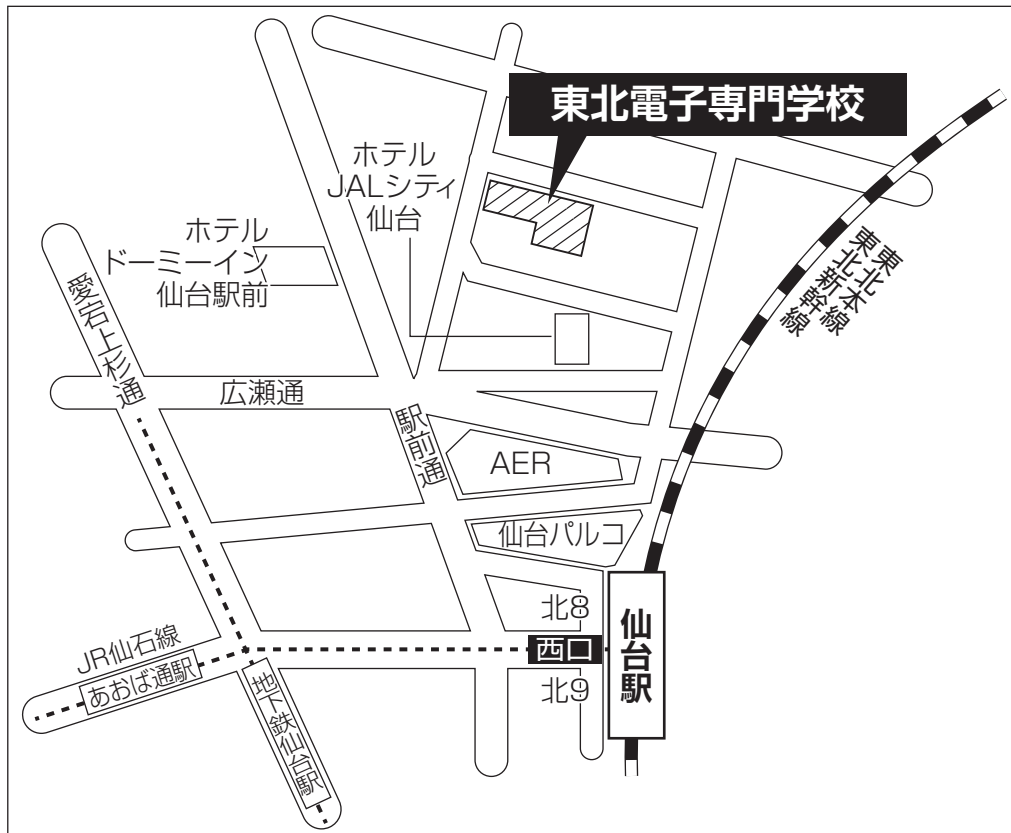 東北電子専門学校
ホテル
JALシティ
仙台
ホテル
ドーミーイン
仙台駅前
東北本線
東北新幹線
愛宕上杉通
広瀬通
駅前通
AER
仙台パルコ
北8
西口
仙台駅
北9
JR仙石線
あおば通駅
地下鉄仙台駅